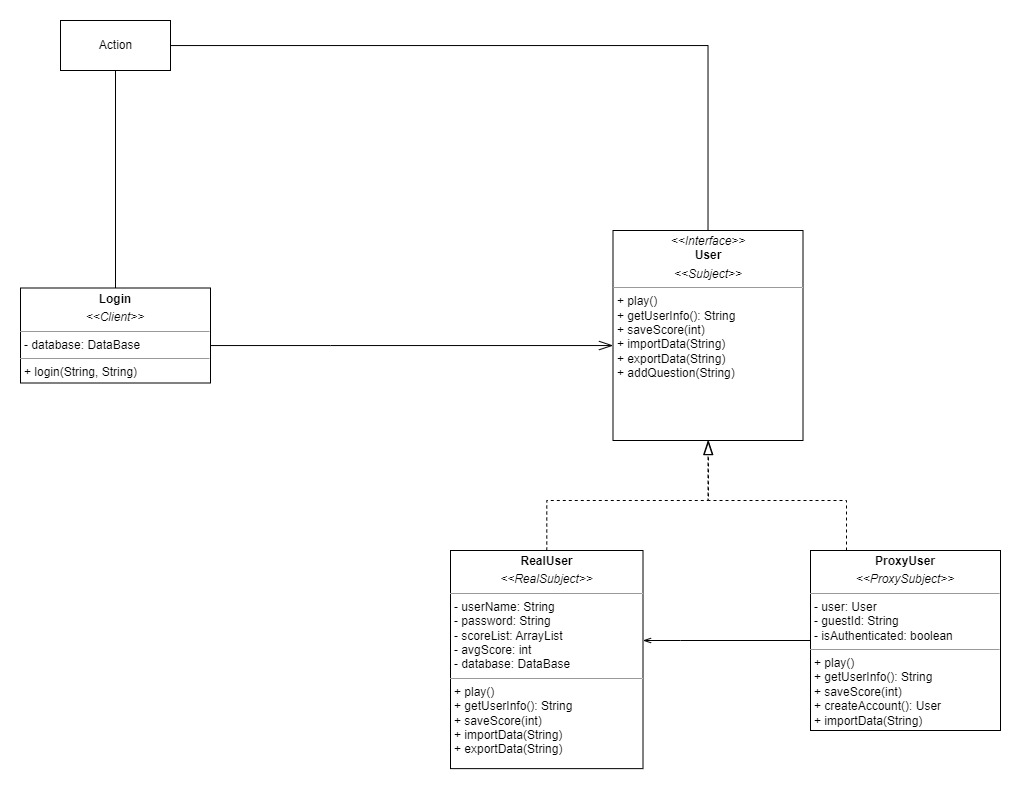 Action
Login
<<Client>>
- database: DataBase
+ login(String, String)
<<Interface>>
User
<<Subject>>
+ play()
+ getUserInfo(): String
+ saveScore(int)
+ importData(String)
+ exportData(String)
+ addQuestion(String)
RealUser
<<RealSubject>>
- userName: String
- password: String
- scoreList: ArrayList
- avgScore: int
- database: DataBase
+ play()
+ getUserInfo(): String
+ saveScore(int)
+ importData(String)
+ exportData(String)
ProxyUser
<<ProxySubject>>
- user: User
- guestId: String
- isAuthenticated: boolean
+ play()
+ getUserInfo(): String
+ saveScore(int)
+ createAccount(): User
+ importData(String)